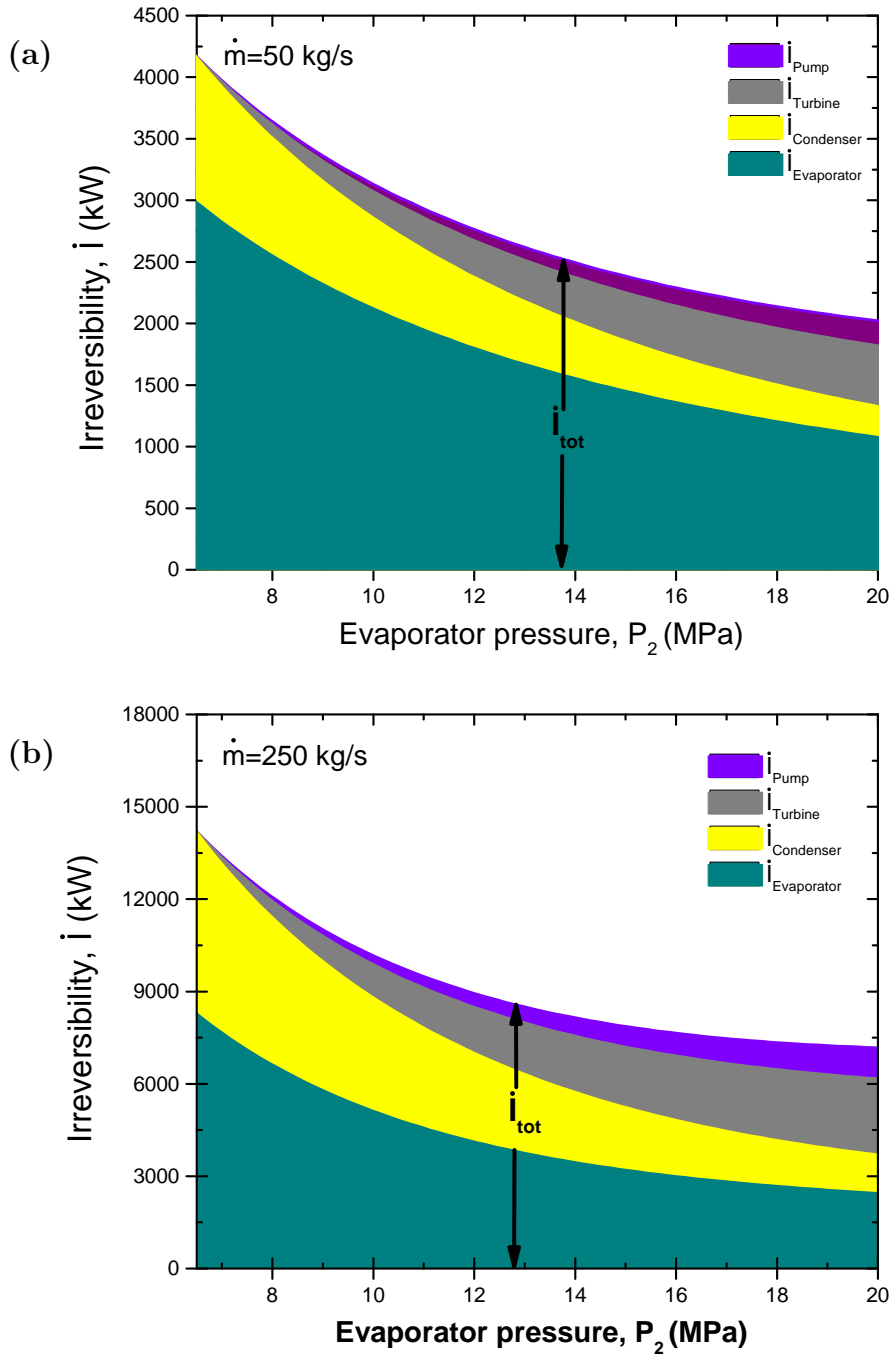 (a)
ṁ=50 kg/s
i̇Pump
i̇Turbine
i̇Condenser
i̇Evaporator
4500
4000
3500
3000
2500
2000
1500
1000
500
0
Irreversibility, İ (kW)
i̇tot
8 10 12 14 16 18 20
Evaporator pressure, P2 (MPa)
(b)
ṁ=250 kg/s
i̇Pump
i̇Turbine
i̇Condenser
i̇Evaporator
18000
15000
12000
9000
6000
3000
0
Irreversibility, İ (kW)
i̇tot
8 10 12 14 16 18 20
Evaporator pressure, P2 (MPa)